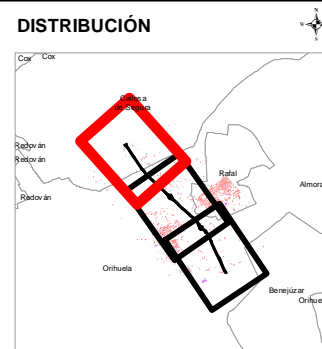 DISTRIBUCIÓN
N
W
S
Cox Cox
Callosa
de Segura
Redován
Redován
Rafal
Almora
Redován
Orihuela
Benejúzar
Orihue